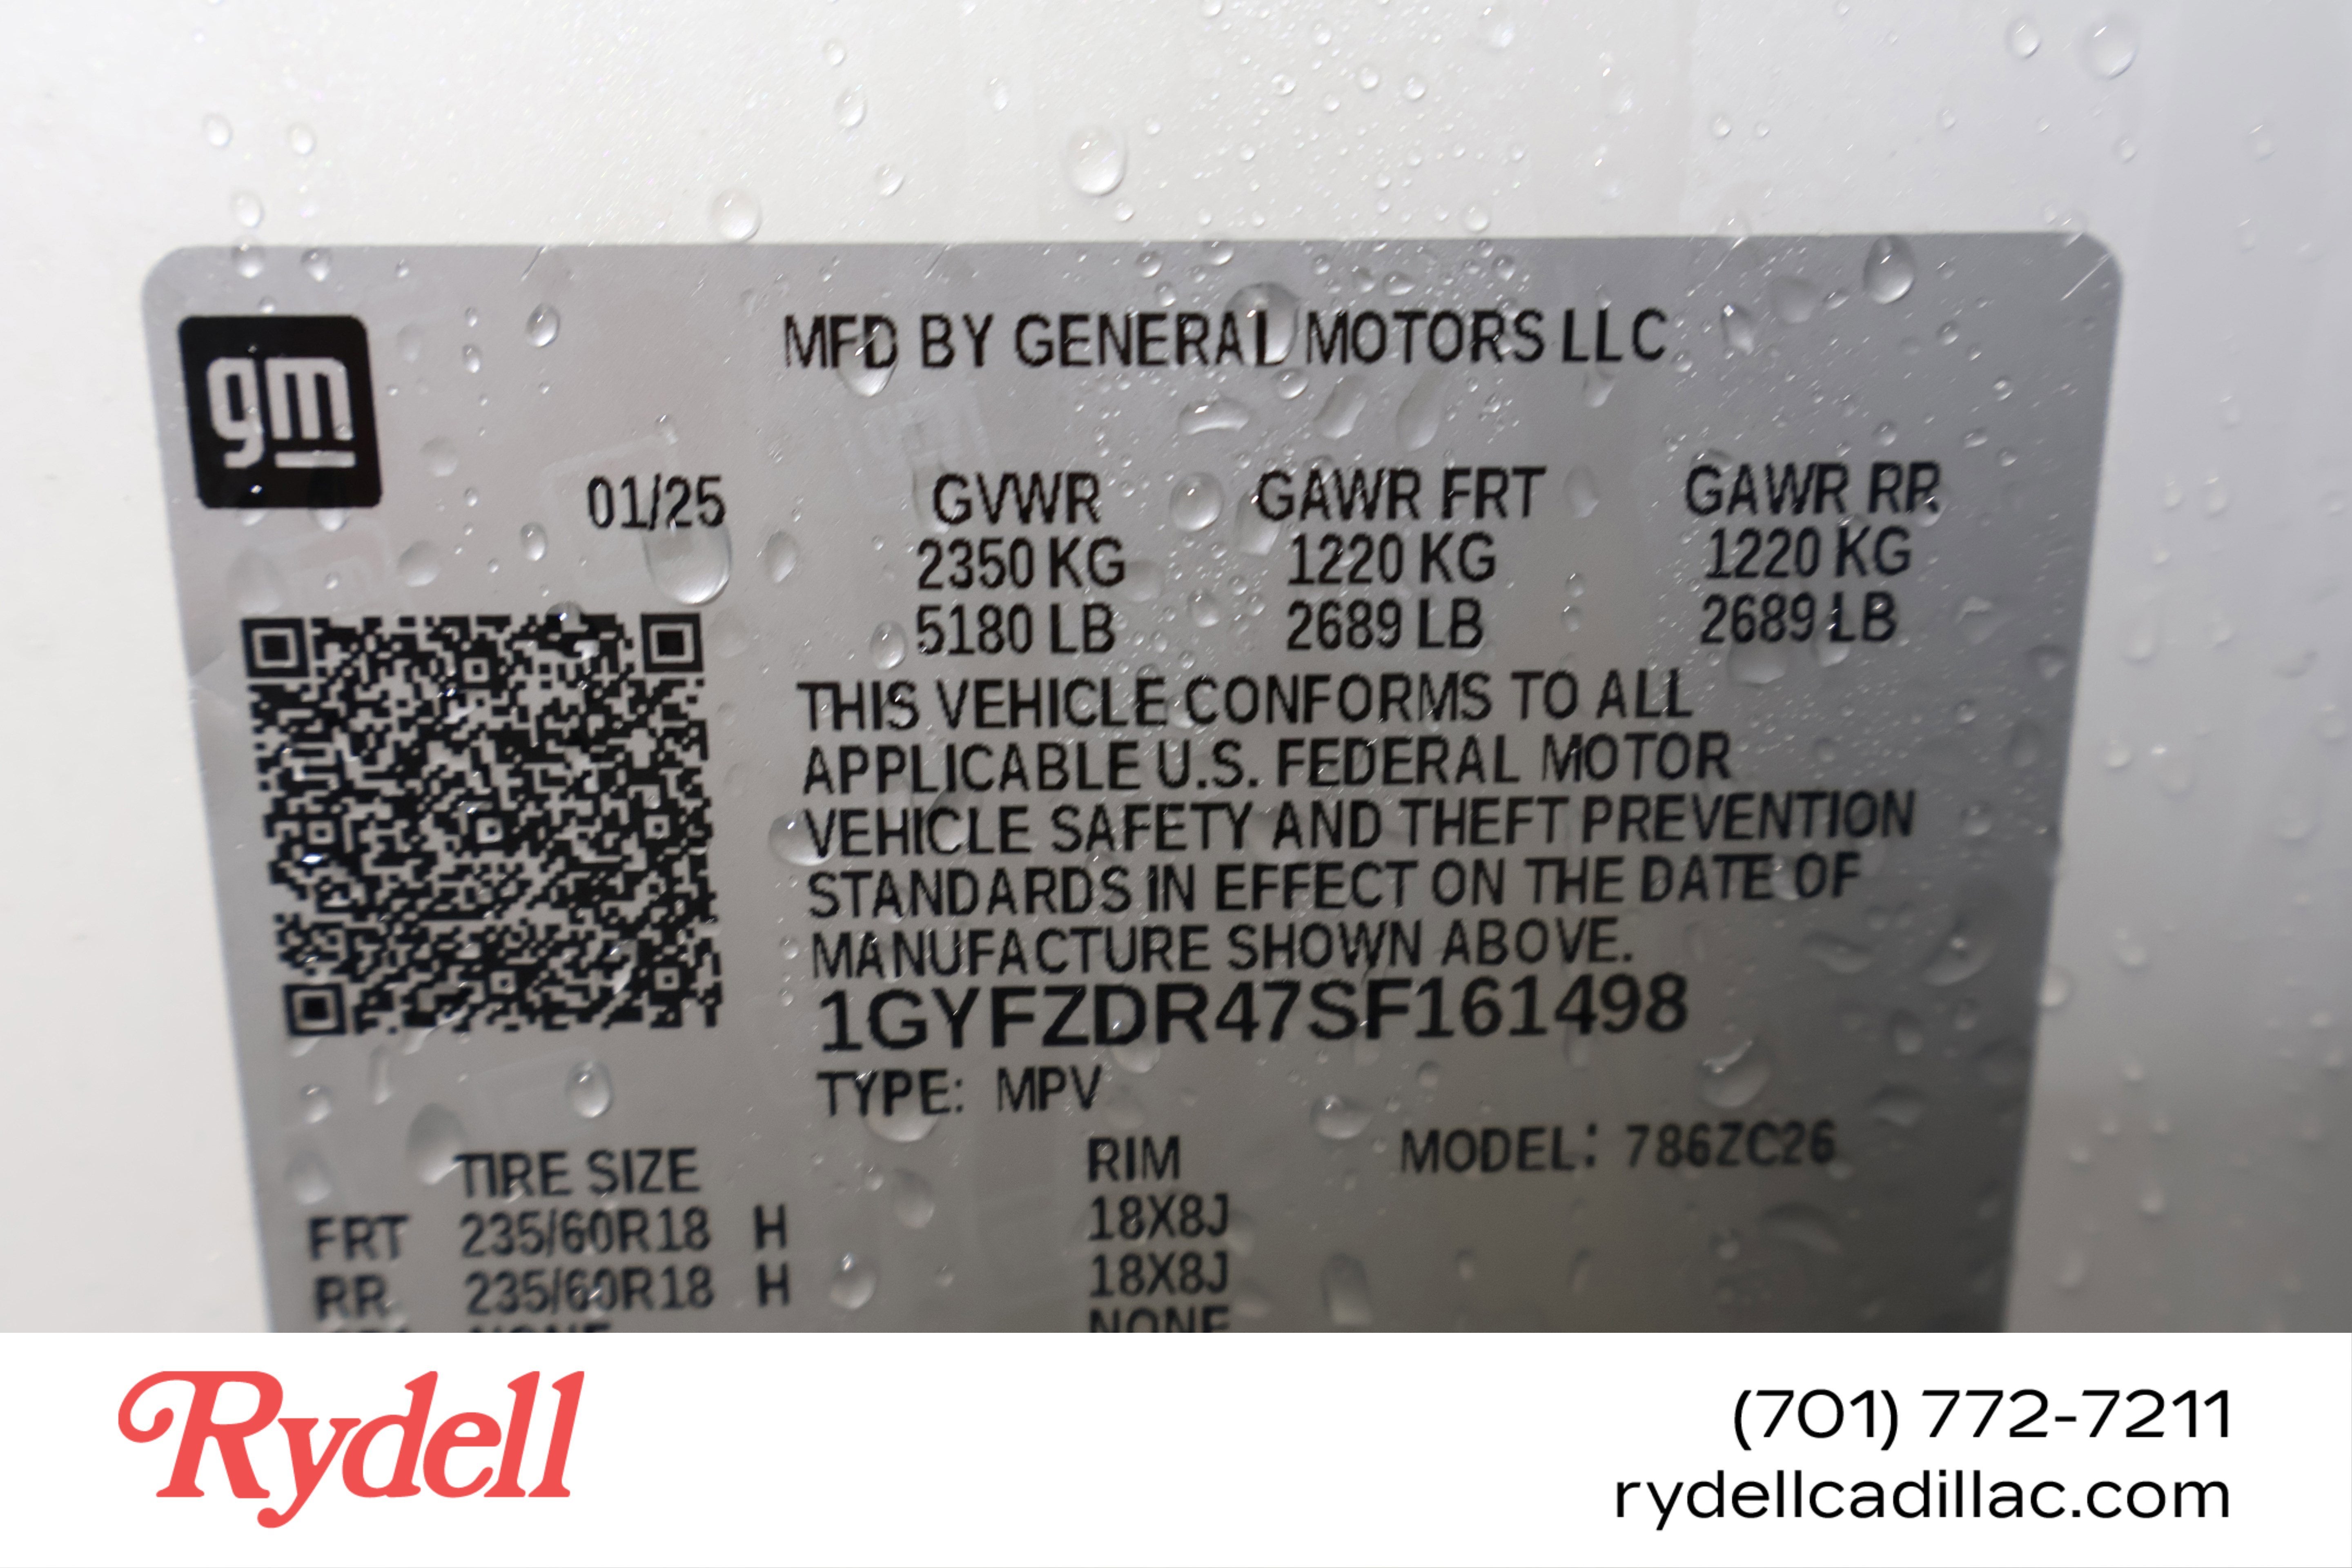 gm
MFD BY GENERAL MOTORS LLC
01/25 GVWR GAWR FRT GAWR RR
2350 KG 1220 KG 1220 KG
5180 LB 2689 LB 2689 LB
THIS VEHICLE CONFORMS TO ALL
APPLICABLE U.S. FEDERAL MOTOR
VEHICLE SAFETY AND THEFT PREVENTION
STANDARDS IN EFFECT ON THE DATE OF
MANUFACTURE SHOWN ABOVE.
1GYFZDR47SF161498
TYPE: MPV
TIRE SIZE RIM MODEL: 786ZC26
FRT 235/60R18 H 18X8J
RR 235/60R18 H 18X8J
NONE NONE
Rydell
(701) 772-7211
rydellcadillac.com